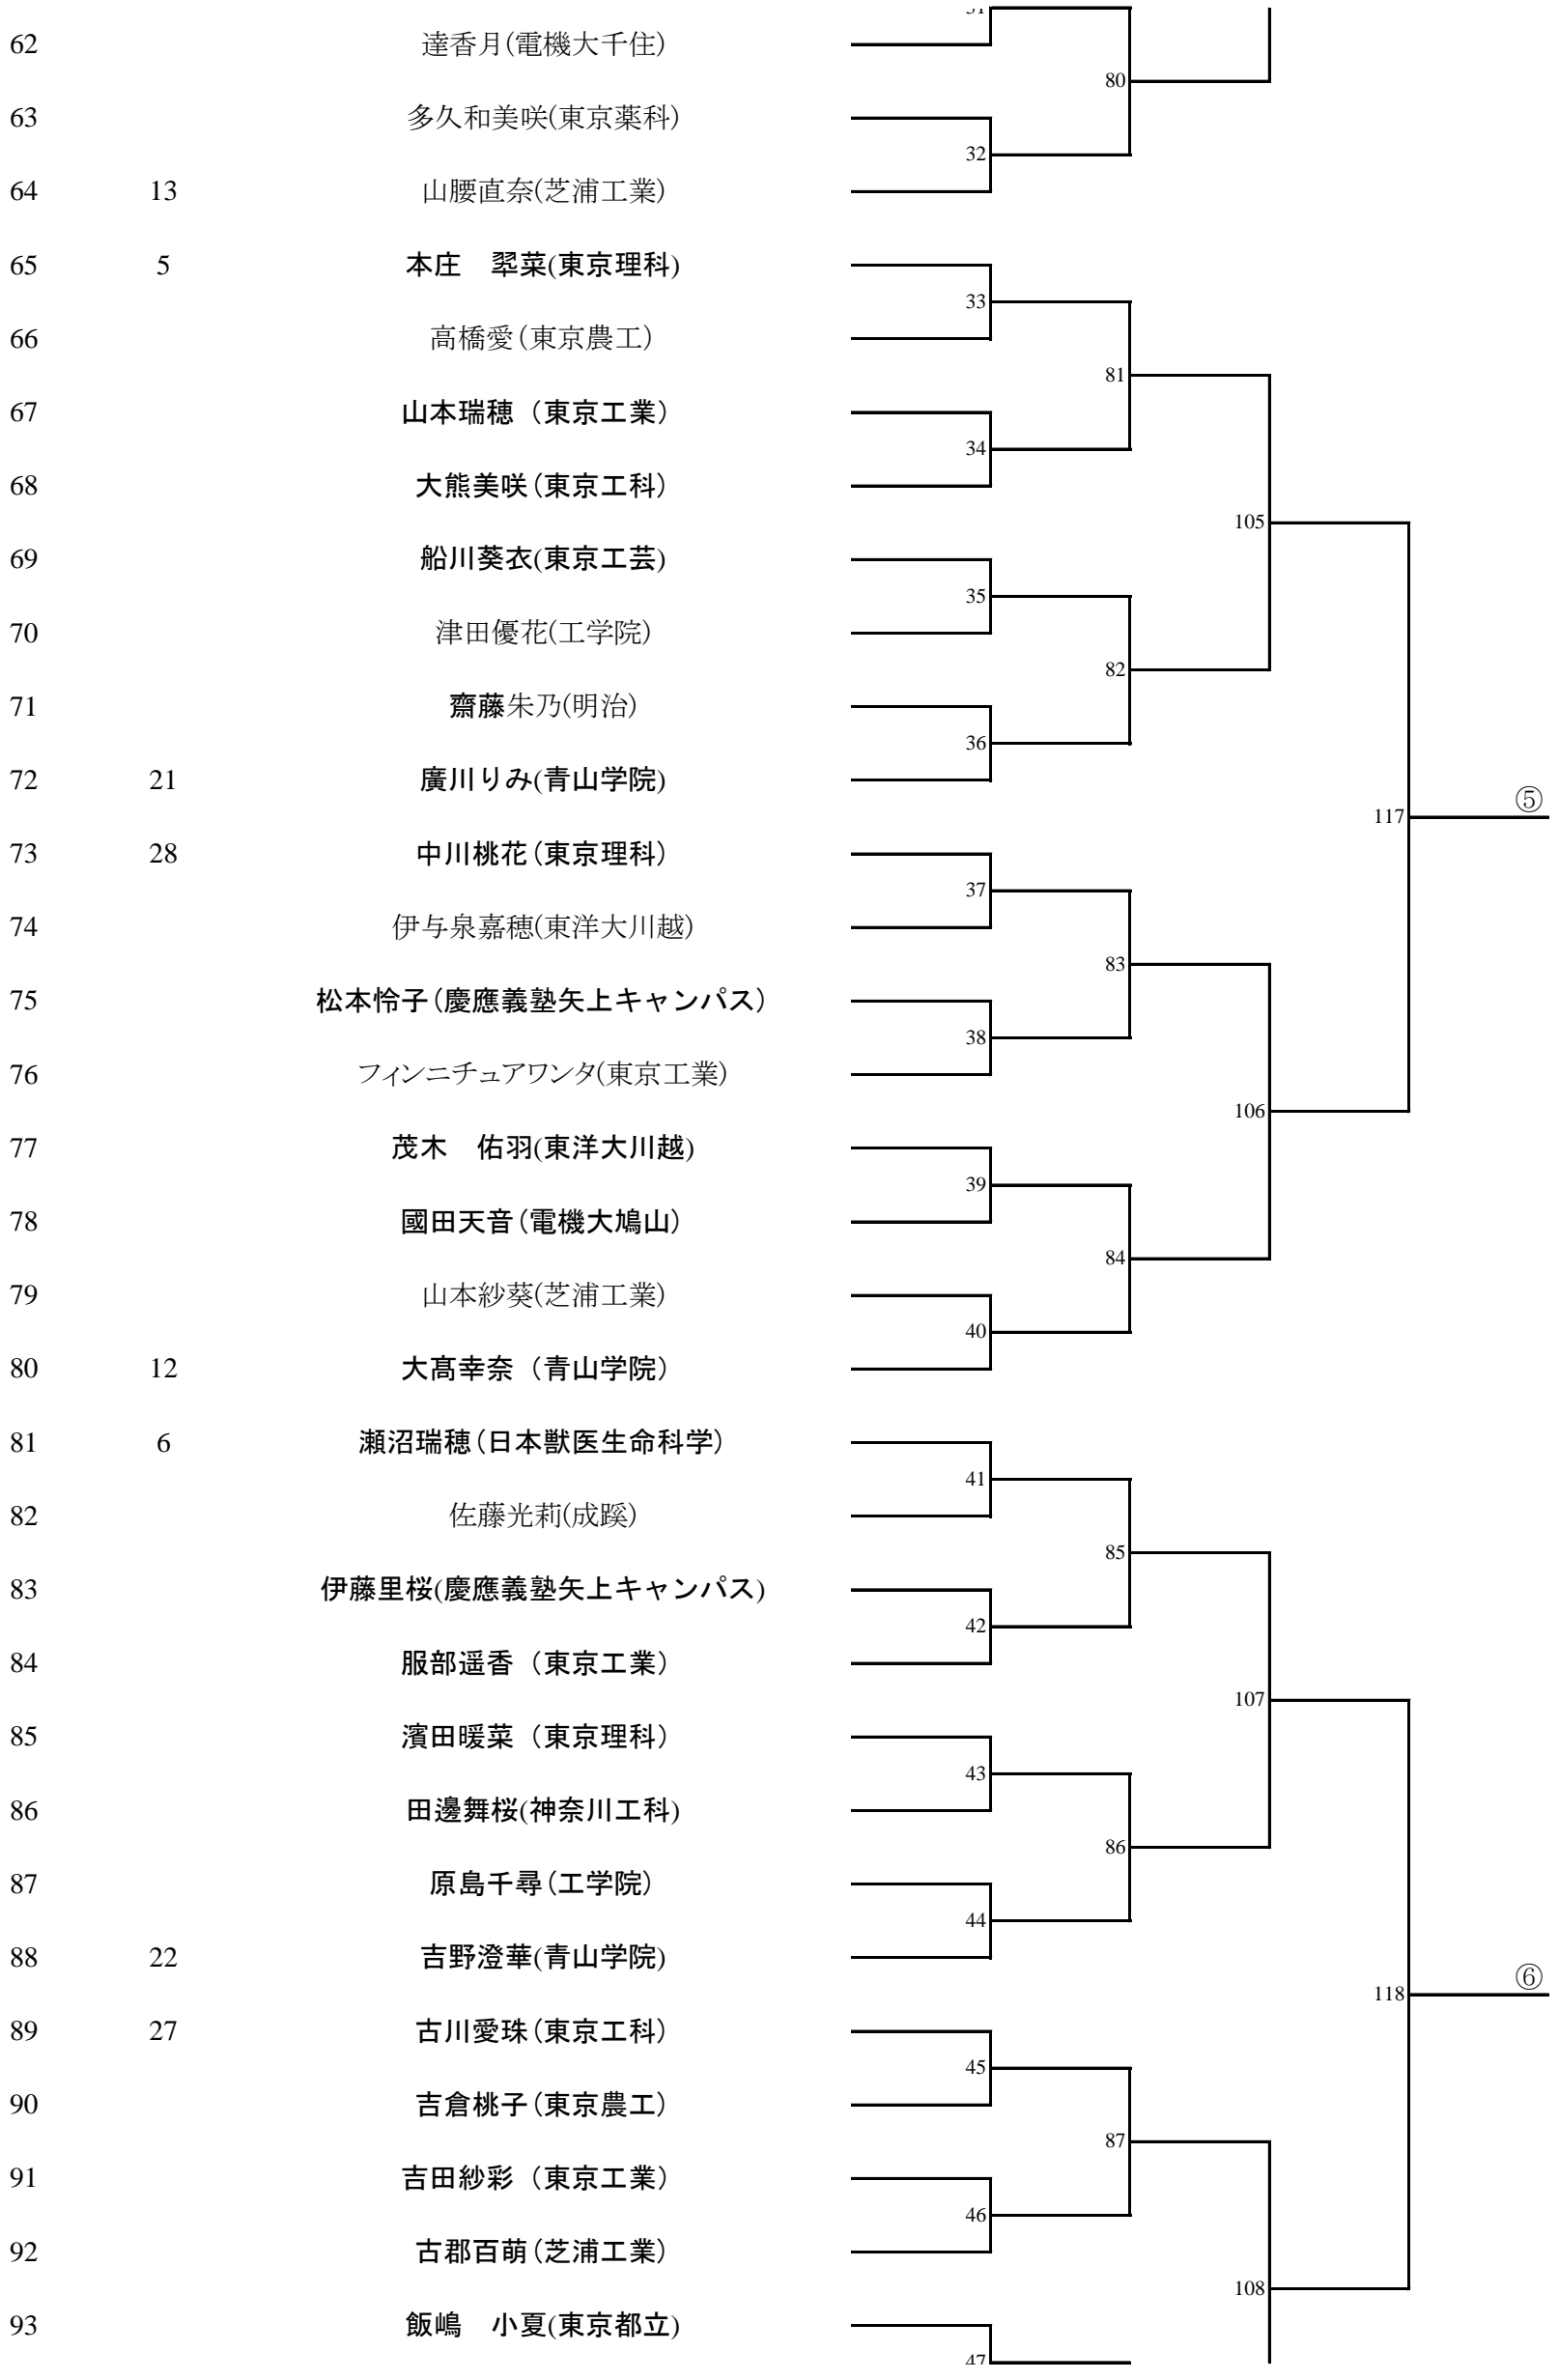 62 達香月(電機大千住)
80
63 多久和美咲(東京薬科)
32
64 13 山腰直奈(芝浦工業)
65 5 本庄　翠菜(東京理科)
33
66 高橋愛(東京農工)
81
67 山本瑞穂（東京工業）
34
68 大熊美咲(東京工科)
105
69 船川葵衣(東京工芸)
35
70 津田優花(工学院)
82
71 齋藤朱乃(明治)
36
72 21 廣川りみ(青山学院)
⑤
117
73 28 中川桃花(東京理科)
37
74 伊与泉嘉穂(東洋大川越)
83
75 松本怜子(慶應義塾矢上キャンパス)
38
76 フィンニチュアワンタ(東京工業)
106
77 茂木　佑羽(東洋大川越)
39
78 國田天音(電機大鳩山)
84
79 山本紗葵(芝浦工業)
40
80 12 大髙幸奈（青山学院）
81 6 瀬沼瑞穂(日本獣医生命科学)
41
82 佐藤光莉(成蹊)
85
83 伊藤里桜(慶應義塾矢上キャンパス)
42
84 服部遥香（東京工業）
107
85 濱田暖菜（東京理科）
43
86 田邊舞桜(神奈川工科)
86
87 原島千尋(工学院)
44
88 22 吉野澄華(青山学院)
⑥
118
89 27 古川愛珠(東京工科)
45
90 吉倉桃子(東京農工)
87
91 吉田紗彩（東京工業）
46
92 古郡百萌(芝浦工業)
108
93 飯嶋　小夏(東京都立)
47